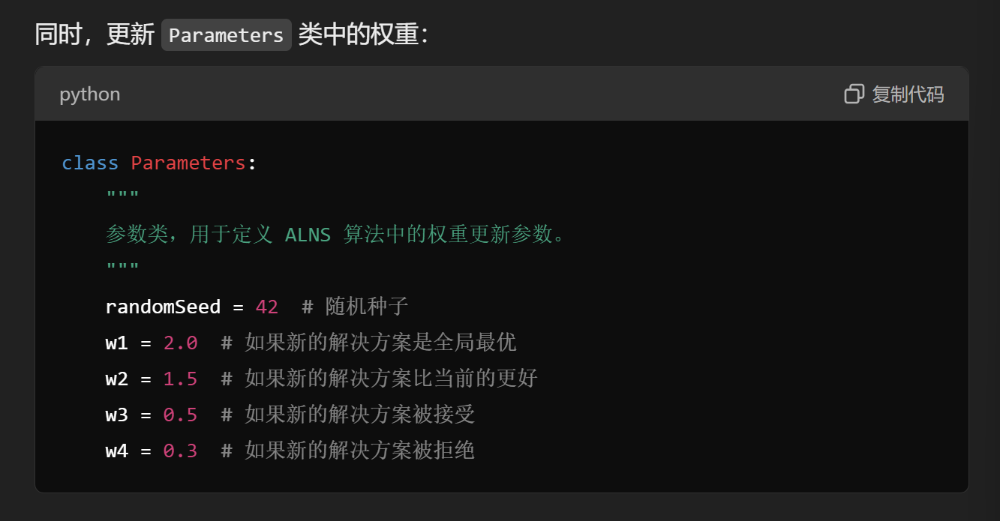 同时，更新 Parameters 类中的权重：
python
复制代码
class Parameters:
    """
    参数类，用于定义 ALNS 算法中的权重更新参数。
    """
    randomSeed = 42  # 随机种子
    w1 = 2.0  # 如果新的解决方案是全局最优
    w2 = 1.5  # 如果新的解决方案比当前的更好
    w3 = 0.5  # 如果新的解决方案被接受
    w4 = 0.3  # 如果新的解决方案被拒绝